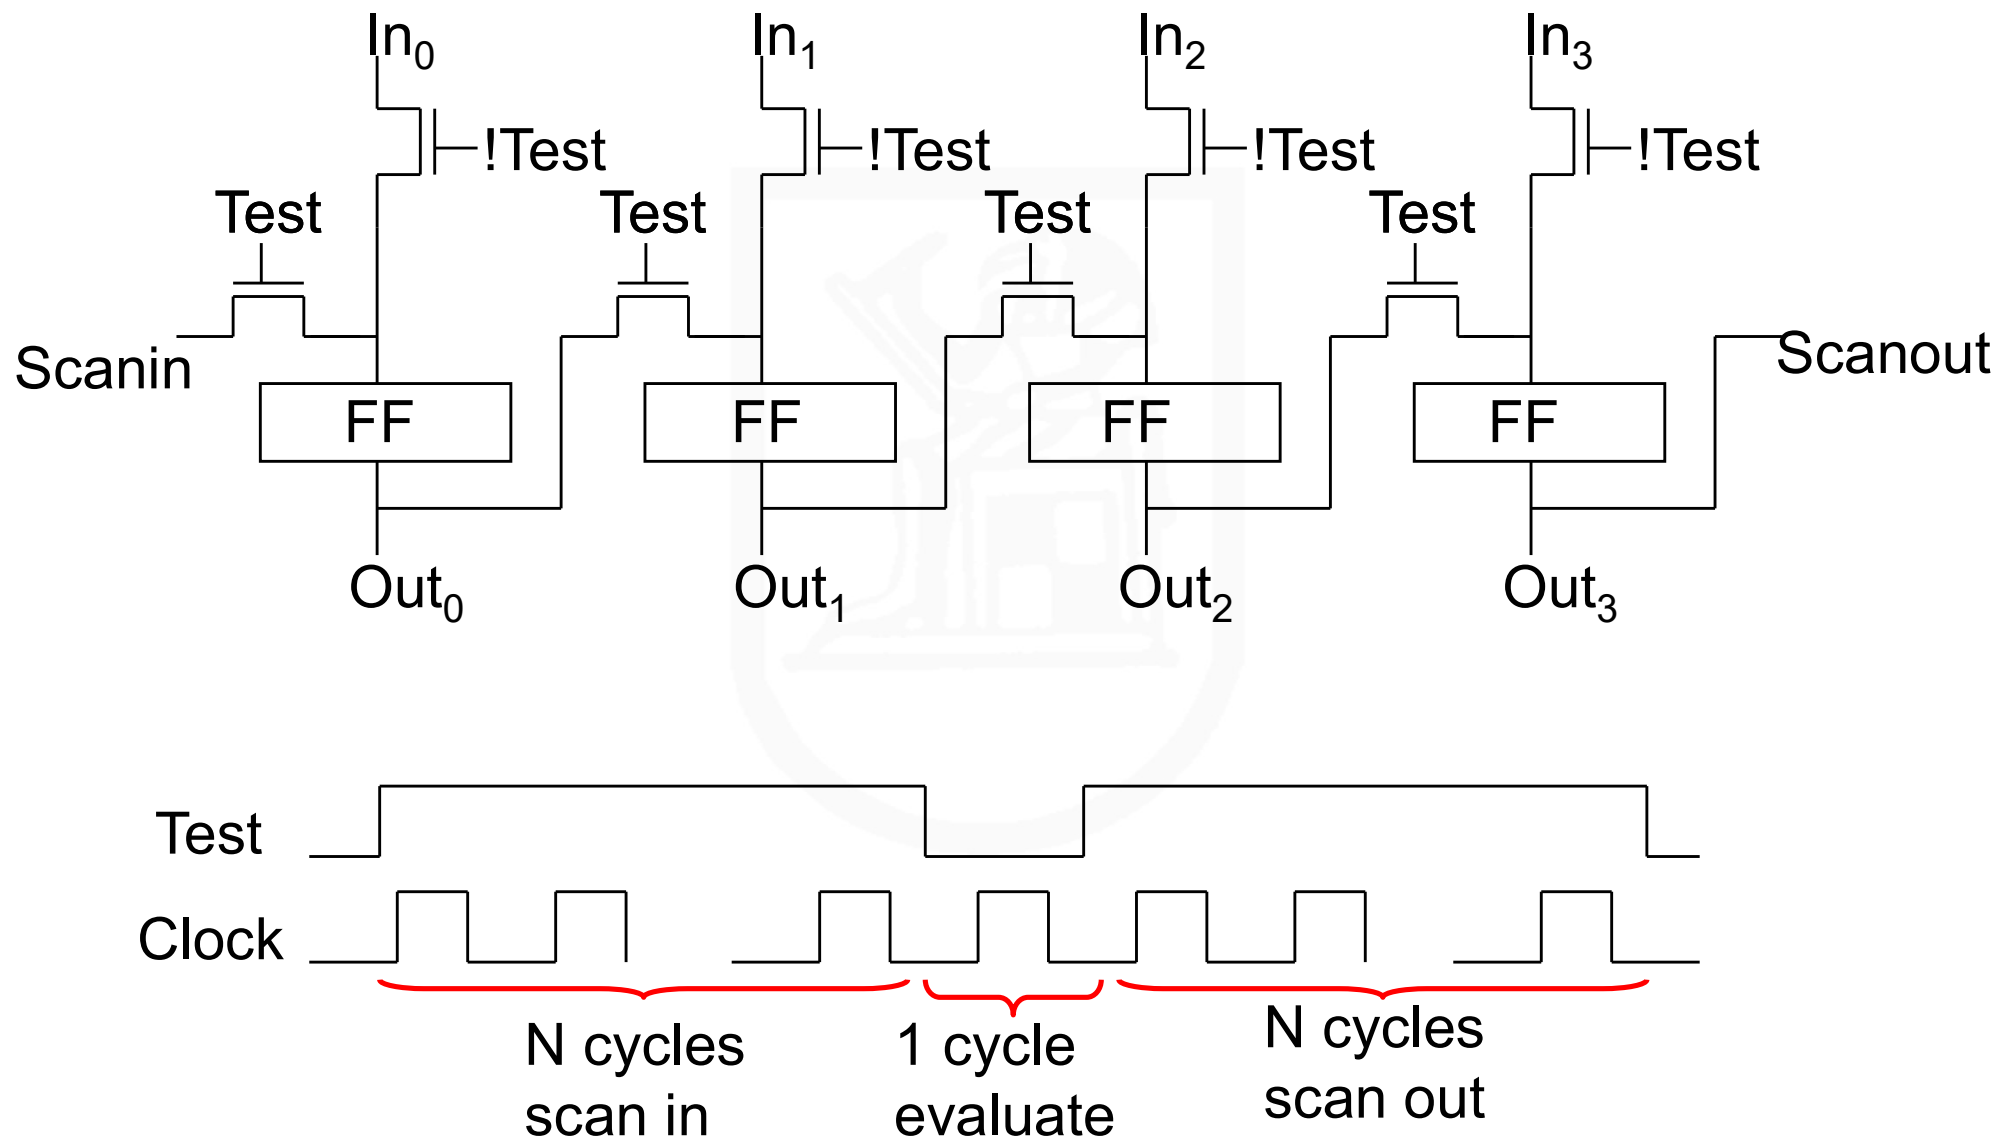 In0 In1 In2 In3
!Test !Test !Test !Test
Test Test Test Test
Scanin Scanout
FF FF FF FF
Out0 Out1 Out2 Out3
Test
Clock
N cycles
scan in
1 cycle
evaluate
N cycles
scan out